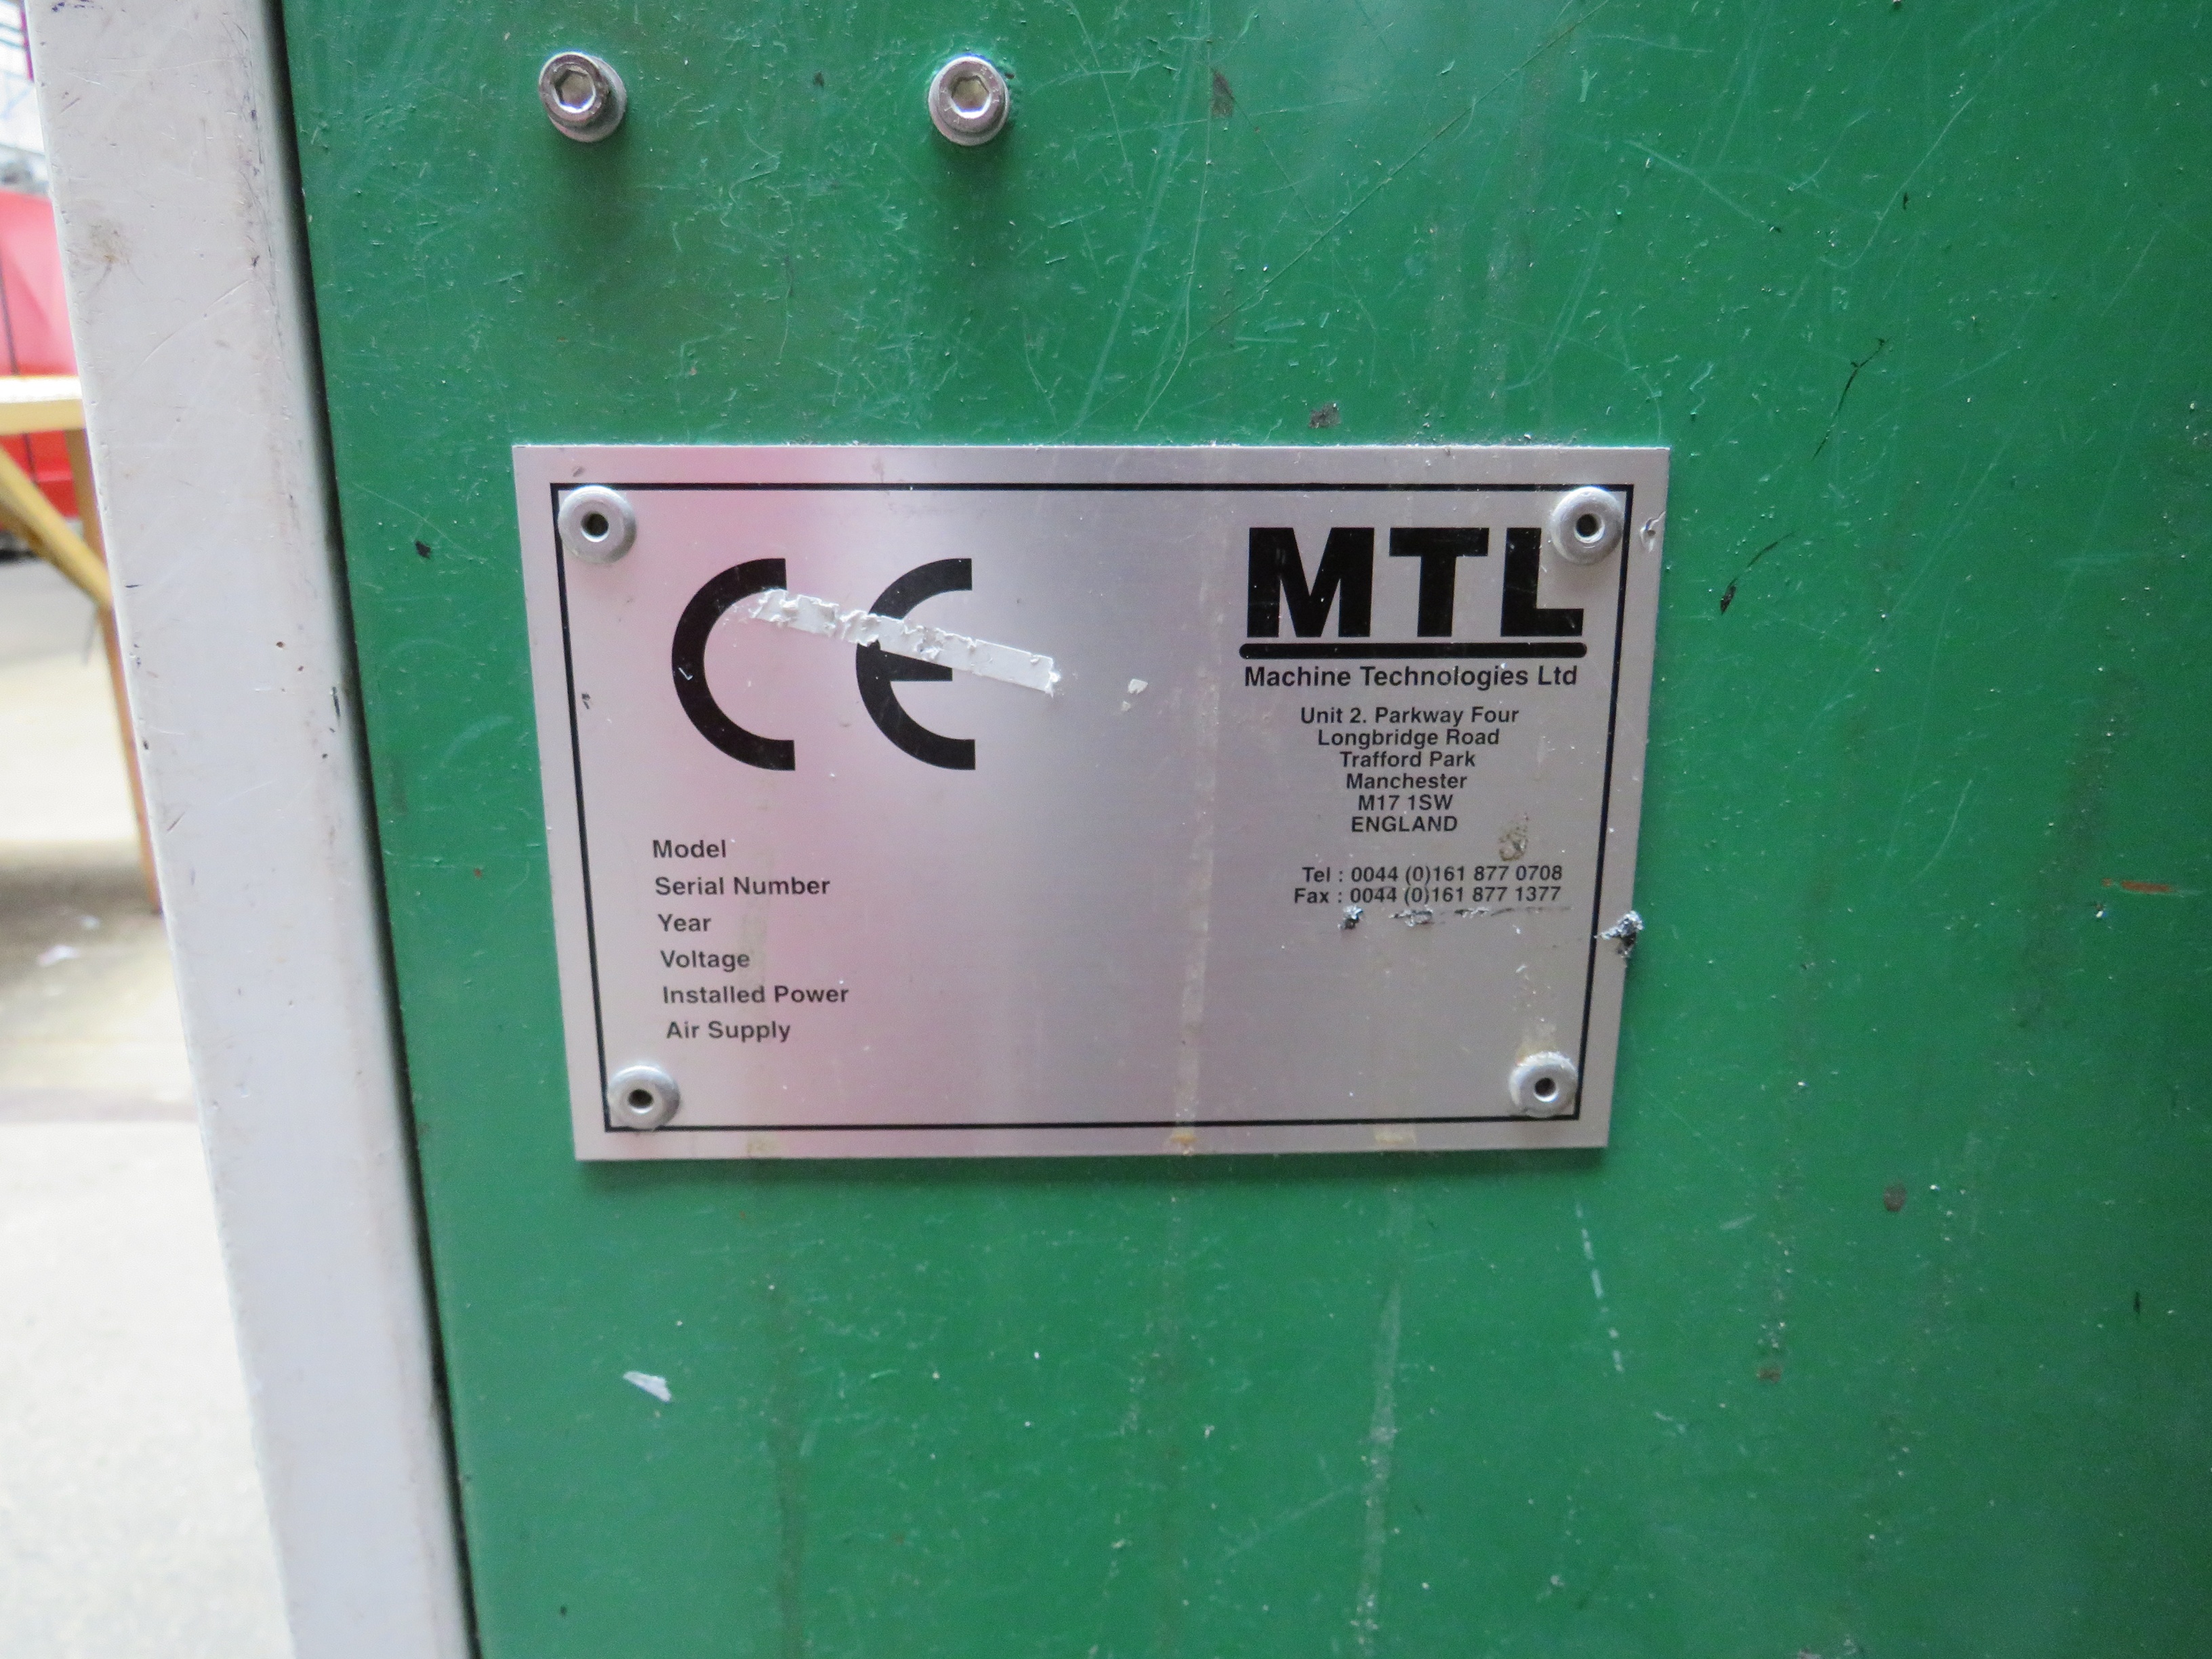 CE
MTL
Machine Technologies Ltd
Unit 2. Parkway Four
Longbridge Road
Trafford Park
Manchester
M17 1SW
ENGLAND
Tel : 0044 (0)161 877 0708
Fax : 0044 (0)161 877 1377
Model
Serial Number
Year
Voltage
Installed Power
Air Supply